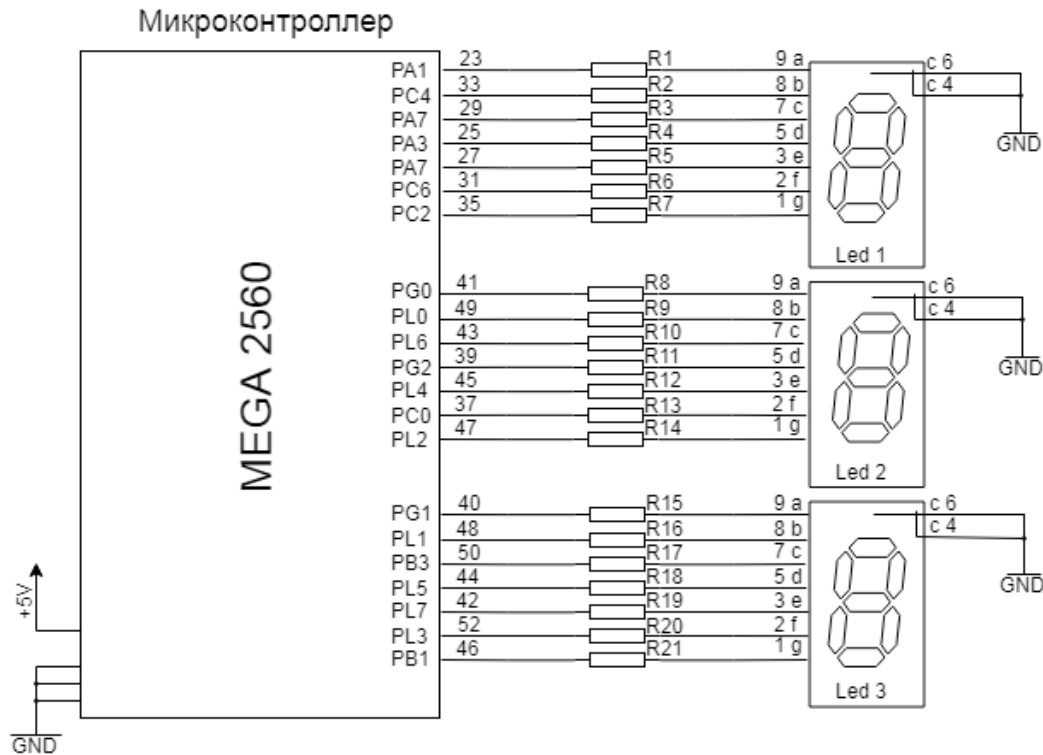 Микроконтроллер
MEGA 2560
PA1 23 R1 9 a
PC4 33 R2 8 b
PA7 29 R3 7 c
PA3 25 R4 5 d
PA7 27 R5 3 e
PC6 31 R6 2 f
PC2 35 R7 1 g
c 6
c 4
GND
Led 1
PG0 41 R8 9 a
PL0 49 R9 8 b
PL6 43 R10 7 c
PG2 39 R11 5 d
PL4 45 R12 3 e
PC0 37 R13 2 f
PL2 47 R14 1 g
c 6
c 4
GND
Led 2
PG1 40 R15 9 a
PL1 48 R16 8 b
PB3 50 R17 7 c
PL5 44 R18 5 d
PL7 42 R19 3 e
PL3 52 R20 2 f
PB1 46 R21 1 g
c 6
c 4
GND
Led 3
+5V
GND